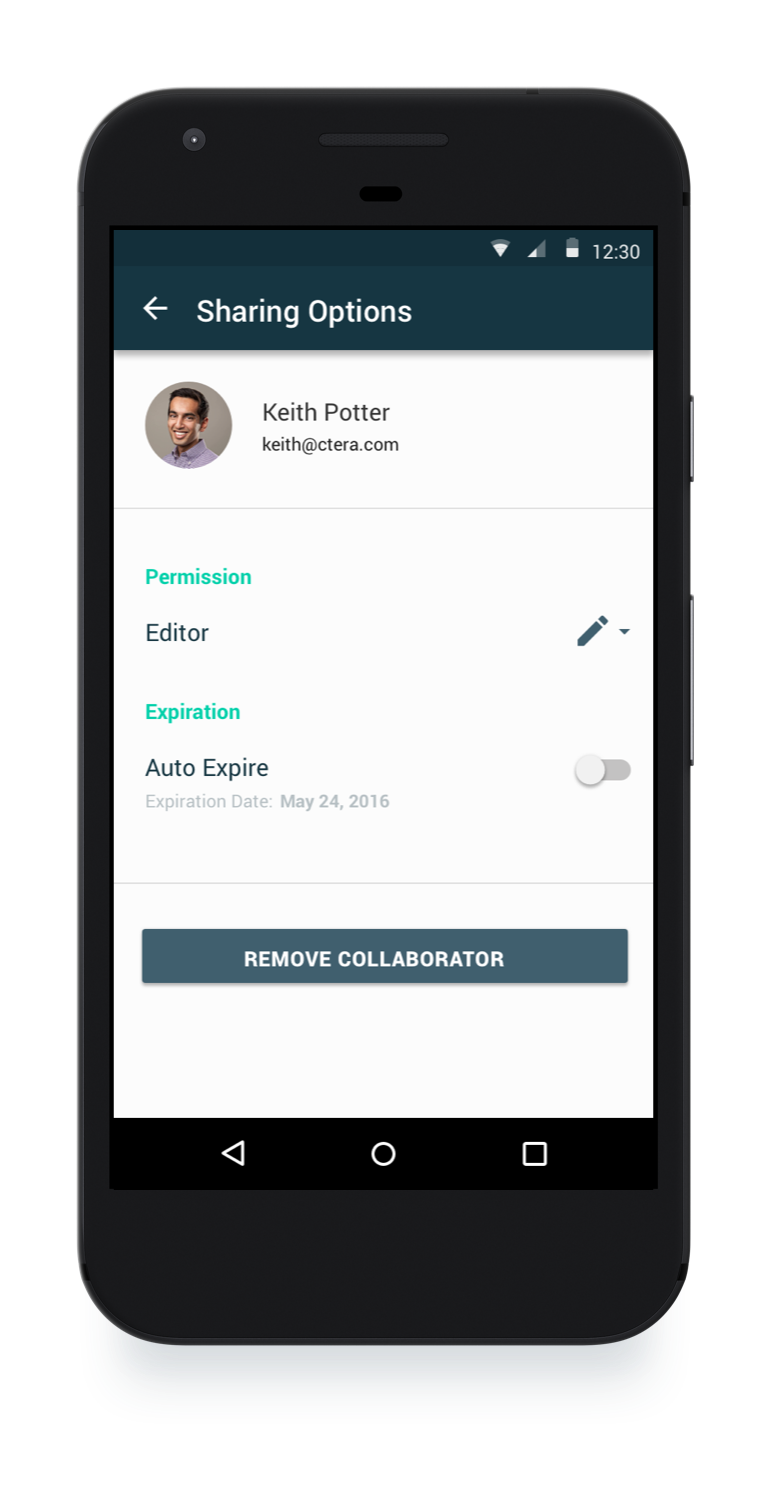 12:30
Sharing Options
Keith Potter
keith@ctera.com
Permission
Editor
Expiration
Auto Expire
Expiration Date: May 24, 2016
REMOVE COLLABORATOR